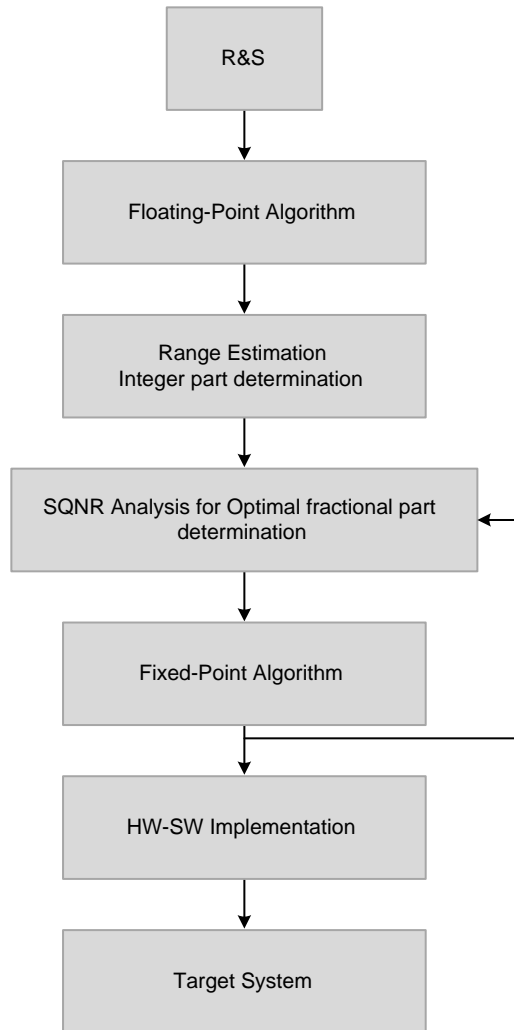 R&S
Floating-Point Algorithm
Range Estimation
Integer part determination
SQNR Analysis for Optimal fractional part
determination
Fixed-Point Algorithm
HW-SW Implementation
Target System